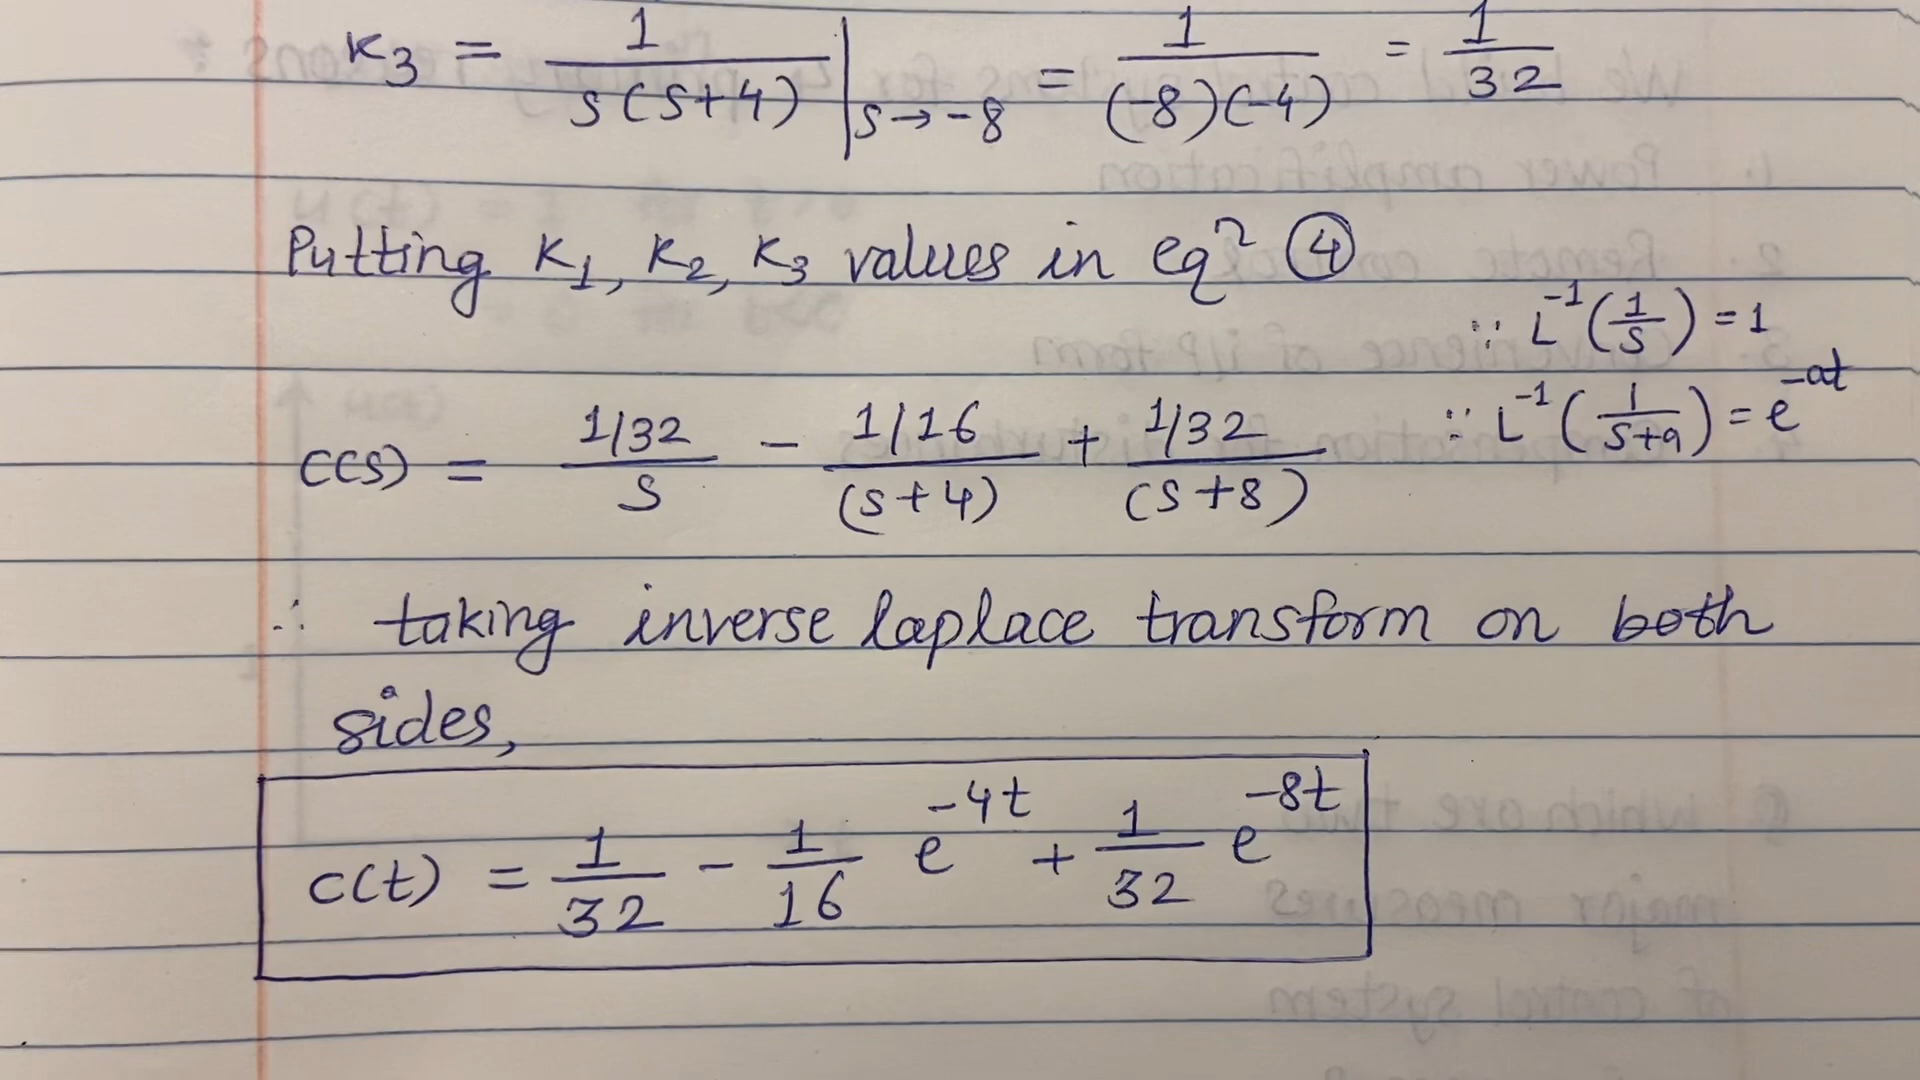 K3 = 1/s(s+4) |s→-8 = 1/(-8)(-4) = 1/32
Putting K1, K2, K3 values in eqn ④
∵ L^-1(1/s) = 1
∵ L^-1(1/s+a) = e^-at
C(s) = 1/32/s - 1/16/(s+4) + 1/32/(s+8)
∴ taking inverse laplace transform on both
sides,
c(t) = 1/32 - 1/16 e^-4t + 1/32 e^-8t